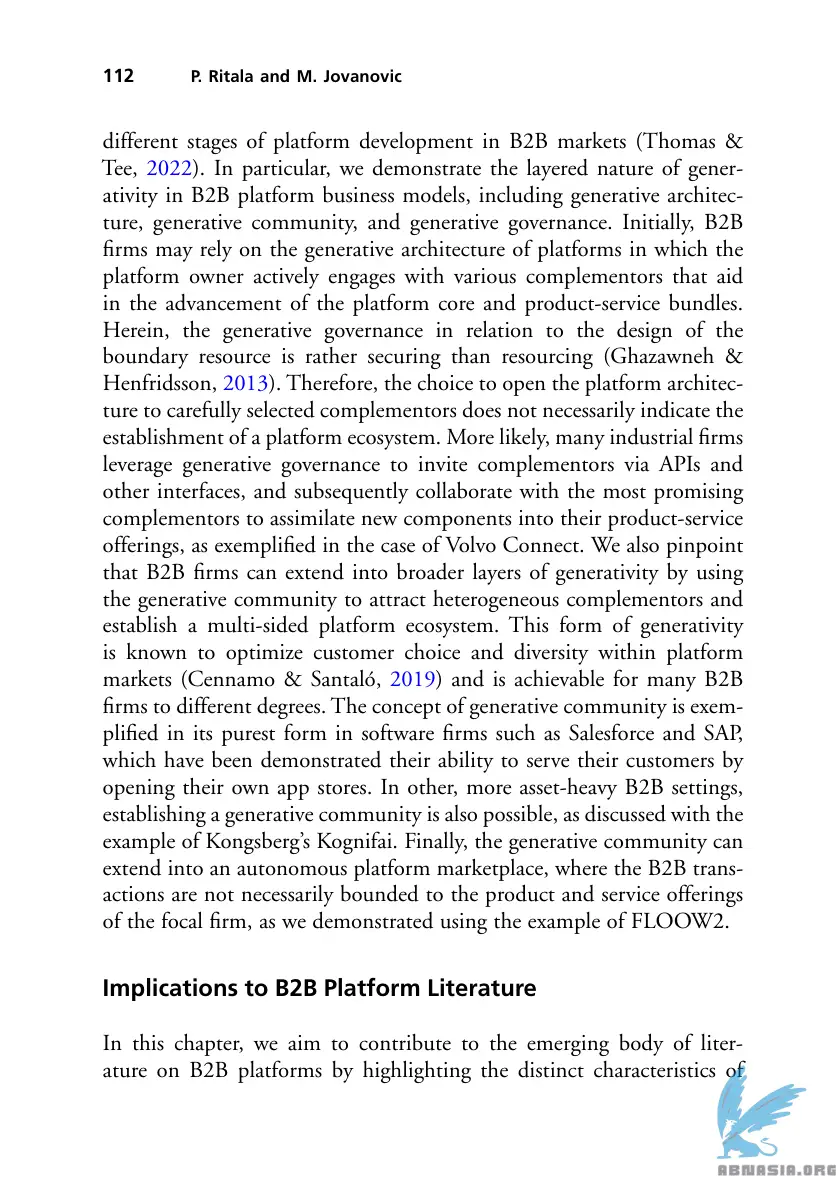 112 P. Ritala and M. Jovanovic
different stages of platform development in B2B markets (Thomas &
Tee, 2022). In particular, we demonstrate the layered nature of gener-
ativity in B2B platform business models, including generative architec-
ture, generative community, and generative governance. Initially, B2B
firms may rely on the generative architecture of platforms in which the
platform owner actively engages with various complementors that aid
in the advancement of the platform core and product-service bundles.
Herein, the generative governance in relation to the design of the
boundary resource is rather securing than resourcing (Ghazawneh &
Henfridsson, 2013). Therefore, the choice to open the platform architec-
ture to carefully selected complementors does not necessarily indicate the
establishment of a platform ecosystem. More likely, many industrial firms
leverage generative governance to invite complementors via APIs and
other interfaces, and subsequently collaborate with the most promising
complementors to assimilate new components into their product-service
offerings, as exemplified in the case of Volvo Connect. We also pinpoint
that B2B firms can extend into broader layers of generativity by using
the generative community to attract heterogeneous complementors and
establish a multi-sided platform ecosystem. This form of generativity
is known to optimize customer choice and diversity within platform
markets (Cennamo & Santaló, 2019) and is achievable for many B2B
firms to different degrees. The concept of generative community is exem-
plified in its purest form in software firms such as Salesforce and SAP,
which have been demonstrated their ability to serve their customers by
opening their own app stores. In other, more asset-heavy B2B settings,
establishing a generative community is also possible, as discussed with the
example of Kongsberg's Kognifai. Finally, the generative community can
extend into an autonomous platform marketplace, where the B2B trans-
actions are not necessarily bounded to the product and service offerings
of the focal firm, as we demonstrated using the example of FLOOW2.
Implications to B2B Platform Literature
In this chapter, we aim to contribute to the emerging body of liter-
ature on B2B platforms by highlighting the distinct characteristics of
ABNASIA.ORG